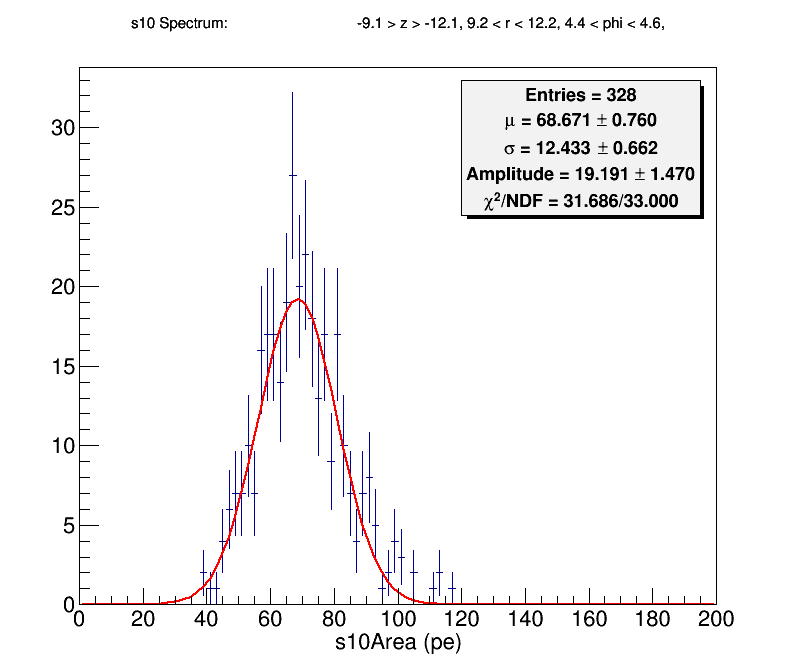 s10 Spectrum: -9.1 > z > -12.1, 9.2 < r < 12.2, 4.4 < phi < 4.6,
Entries = 328
μ = 68.671 ± 0.760
σ = 12.433 ± 0.662
Amplitude = 19.191 ± 1.470
χ²/NDF = 31.686/33.000
30
25
20
15
10
5
0
0 20 40 60 80 100 120 140 160 180 200
s10Area (pe)